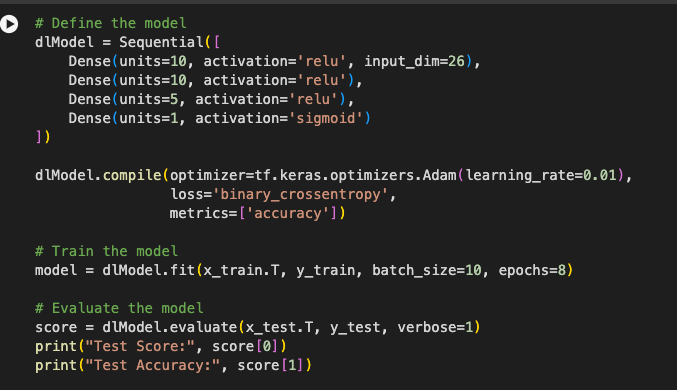 # Define the model
dlModel = Sequential([
    Dense(units=10, activation='relu', input_dim=26),
    Dense(units=10, activation='relu'),
    Dense(units=5, activation='relu'),
    Dense(units=1, activation='sigmoid')
])

dlModel.compile(optimizer=tf.keras.optimizers.Adam(learning_rate=0.01),
                loss='binary_crossentropy',
                metrics=['accuracy'])

# Train the model
model = dlModel.fit(x_train.T, y_train, batch_size=10, epochs=8)

# Evaluate the model
score = dlModel.evaluate(x_test.T, y_test, verbose=1)
print("Test Score:", score[0])
print("Test Accuracy:", score[1])